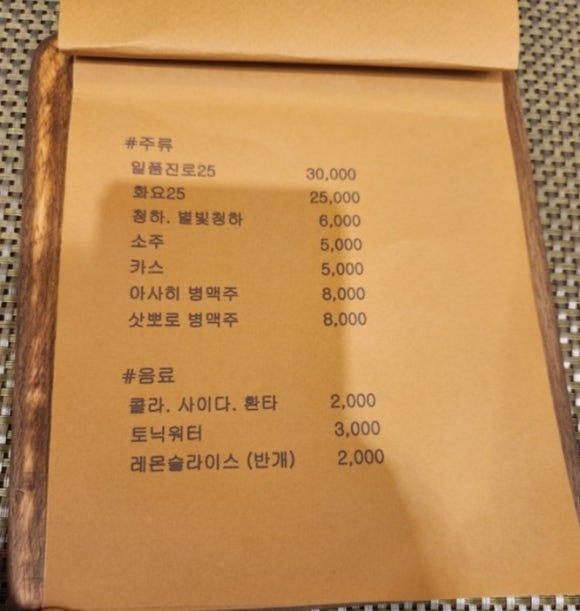 #주류
일품진로25 30,000
화요25 25,000
청하. 별빛청하 6,000
소주 5,000
카스 5,000
아사히 병맥주 8,000
삿뽀로 병맥주 8,000
#음료
콜라. 사이다. 환타 2,000
토닉워터 3,000
레몬슬라이스 (반개) 2,000